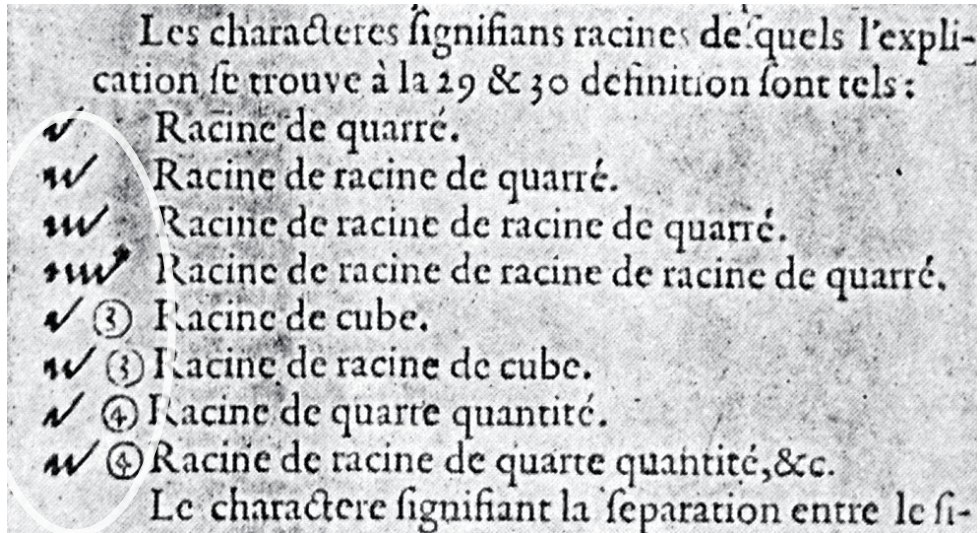 Les characteres ſignifians racines deſquels l'expli-
cation ſe trouve à la 29 & 30 definition ſont tels:
√ Racine de quarré.
Racine de racine de quarré.
Racine de racine de racine de quarré.
Racine de racine de racine de racine de quarré.
√ ③ Racine de cube.
③ Racine de racine de cube.
√ ④ Racine de quarte quantité.
④ Racine de racine de quarte quantité,&c.
Le charactere ſignifiant la ſeparation entre le ſi-